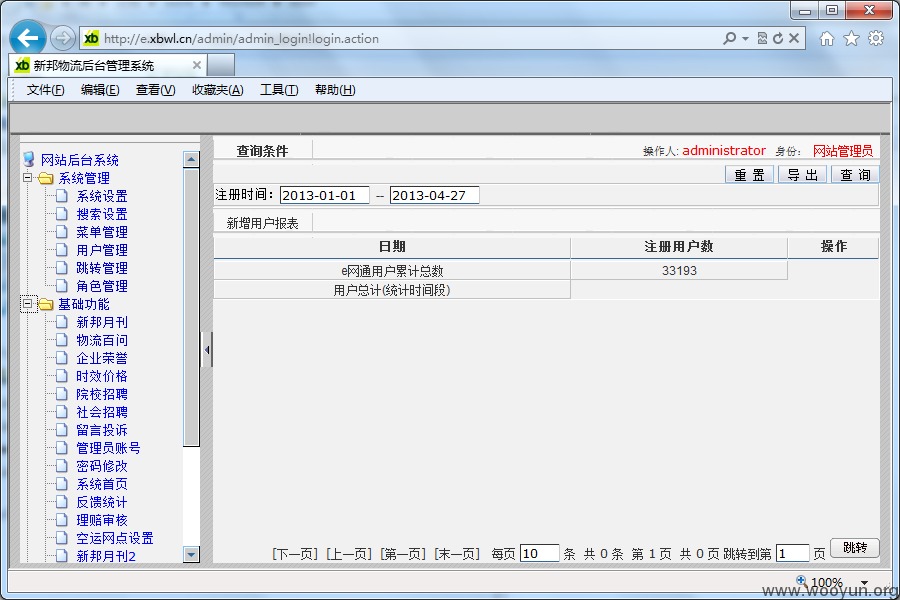 http://e.xbwl.cn/admin/admin_login!login.action
新邦物流后台管理系统
文件(F) 编辑(E) 查看(V) 收藏夹(A) 工具(T) 帮助(H)
网站后台系统
系统管理
系统设置
搜索设置
菜单管理
用户管理
跳转管理
角色管理
基础功能
新邦月刊
物流百问
企业荣誉
时效价格
院校招聘
社会招聘
留言投诉
管理员账号
密码修改
系统首页
反馈统计
理赔审核
空运网点设置
新邦月刊2
查询条件 操作人: administrator 身份: 网站管理员
重 置 导 出 查 询
注册时间: 2013-01-01 -- 2013-04-27
新增用户报表
日期 注册用户数 操作
e网通用户累计总数 33193
用户总计(统计时间段)
[下一页] [上一页] [第一页] [末一页] 每页 10 条 共 0 条 第 1 页 共 0 页 跳转到第 1 页 跳转
100%
www.wooyun.org